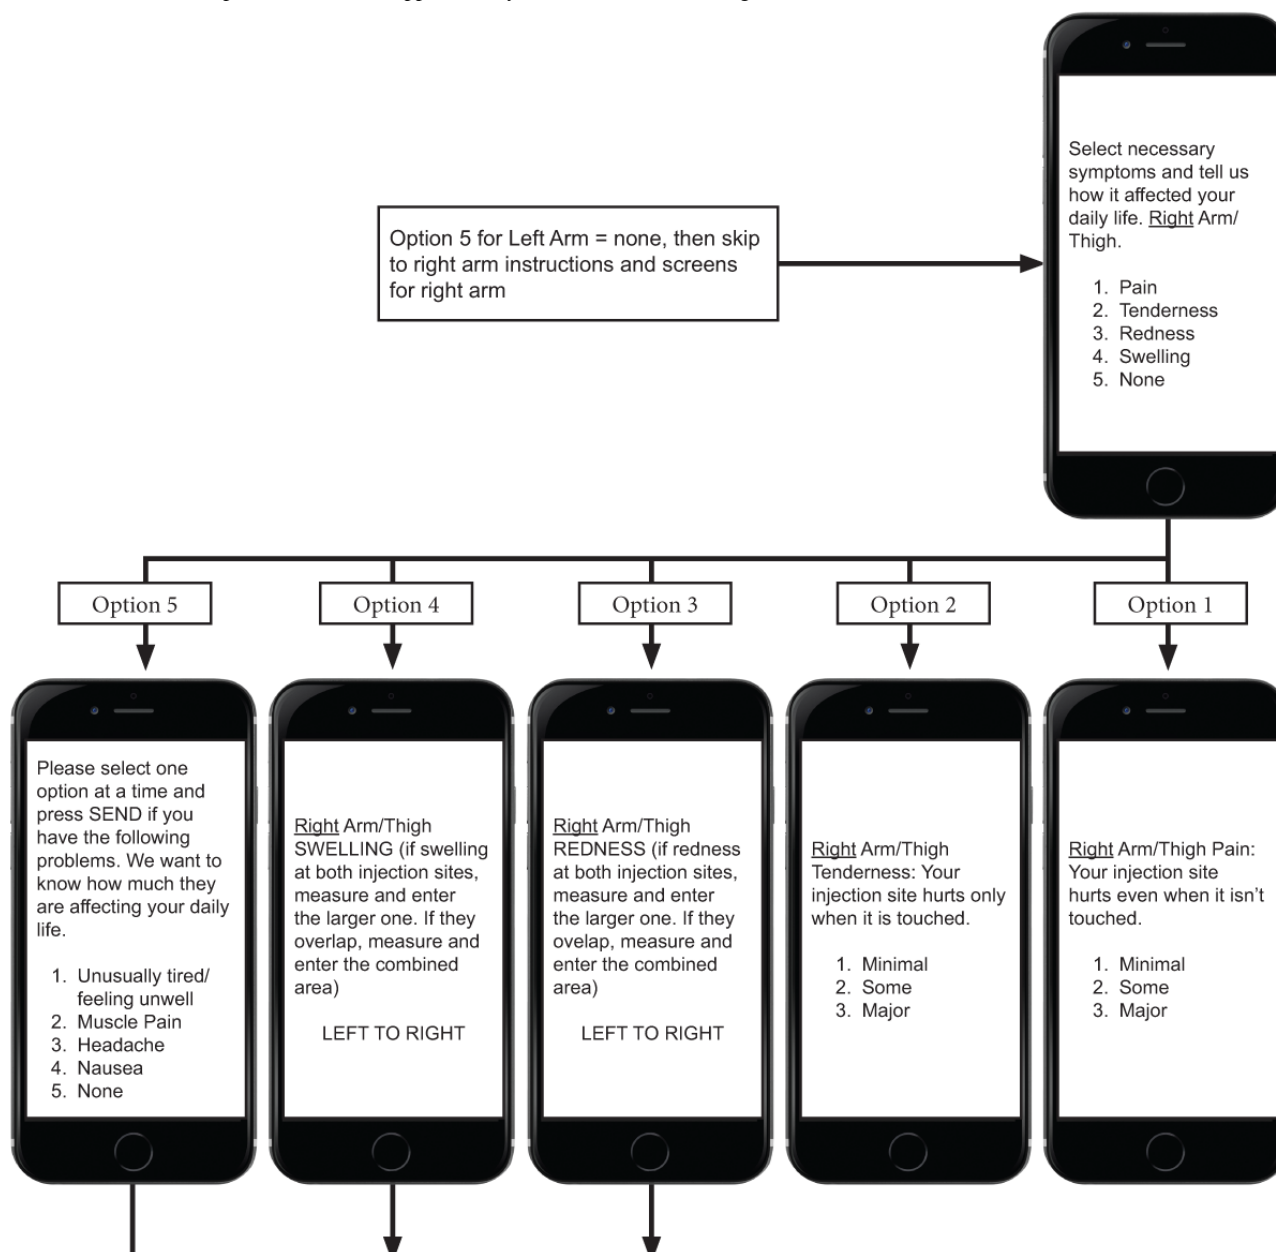 Select necessary
symptoms and tell us
how it affected your
daily life. Right Arm/
Thigh.
1. Pain
2. Tenderness
3. Redness
4. Swelling
5. None
Option 5 for Left Arm = none, then skip
to right arm instructions and screens
for right arm
Option 5
Option 4
Option 3
Option 2
Option 1
Please select one
option at a time and
press SEND if you
have the following
problems. We want to
know how much they
are affecting your daily
life.
1. Unusually tired/
feeling unwell
2. Muscle Pain
3. Headache
4. Nausea
5. None
Right Arm/Thigh
SWELLING (if swelling
at both injection sites,
measure and enter
the larger one. If they
overlap, measure and
enter the combined
area)
LEFT TO RIGHT
Right Arm/Thigh
REDNESS (if redness
at both injection sites,
measure and enter
the larger one. If they
ovelap, measure and
enter the combined
area)
LEFT TO RIGHT
Right Arm/Thigh
Tenderness: Your
injection site hurts only
when it is touched.
1. Minimal
2. Some
3. Major
Right Arm/Thigh Pain:
Your injection site
hurts even when it isn't
touched.
1. Minimal
2. Some
3. Major